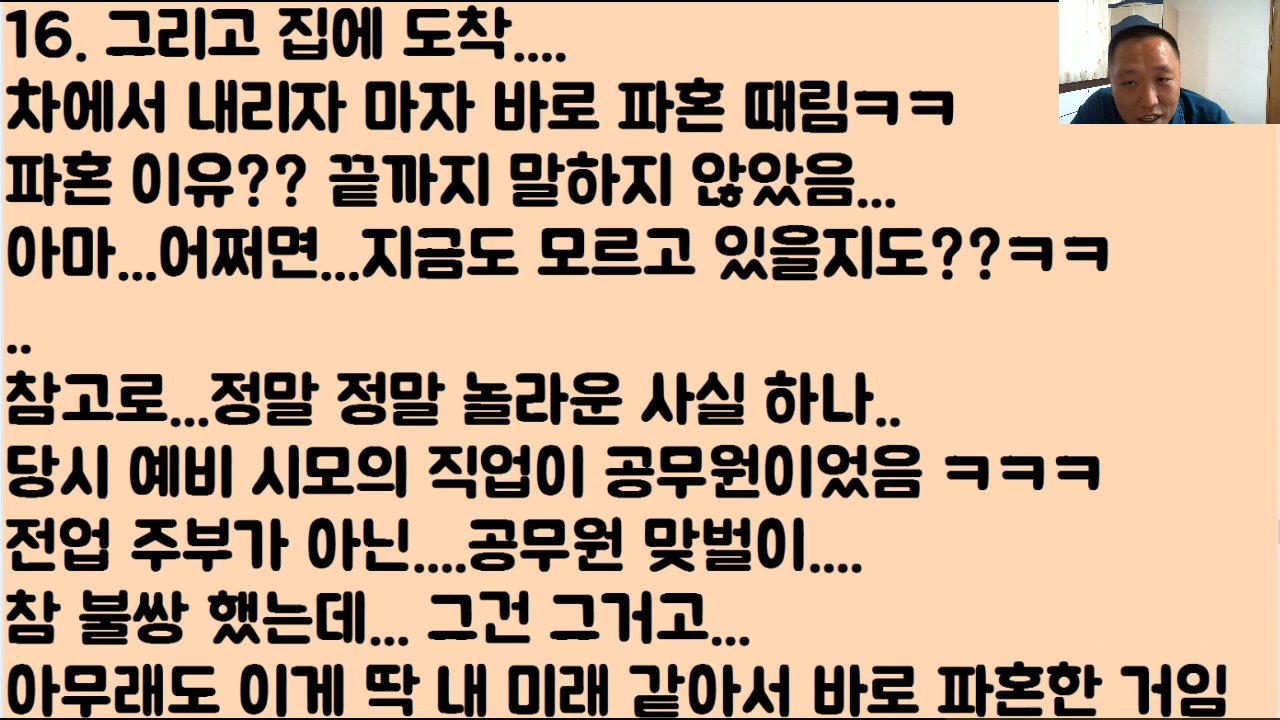 16. 그리고 집에 도착....
차에서 내리자 마자 바로 파혼 때림ㅋㅋ
파혼 이유?? 끝까지 말하지 않았음...
아마...어쩌면...지금도 모르고 있을지도??ㅋㅋ
..
참고로...정말 정말 놀라운 사실 하나..
당시 예비 시모의 직업이 공무원이었음 ㅋㅋㅋ
전업 주부가 아닌....공무원 맞벌이....
참 불쌍 했는데... 그건 그거고...
아무래도 이게 딱 내 미래 같아서 바로 파혼한 거임